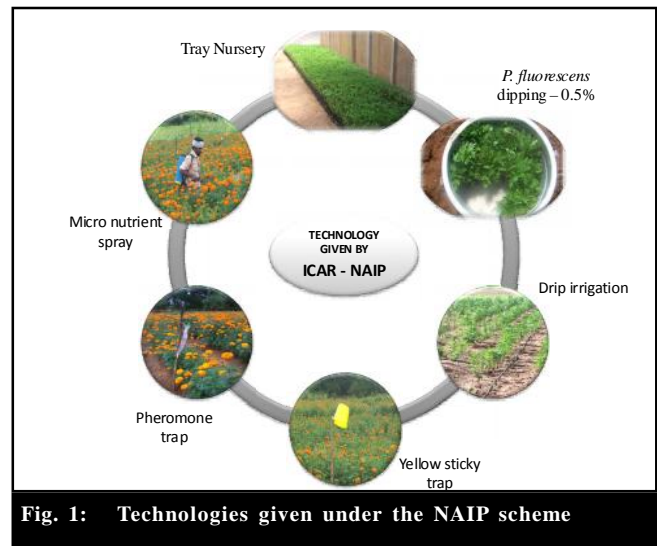 Tray Nursery
P. fluorescens
dipping – 0.5%
Micro nutrient
spray
TECHNOLOGY
GIVEN BY
ICAR - NAIP
Drip irrigation
Pheromone
trap
Yellow sticky
trap
Fig. 1: Technologies given under the NAIP scheme